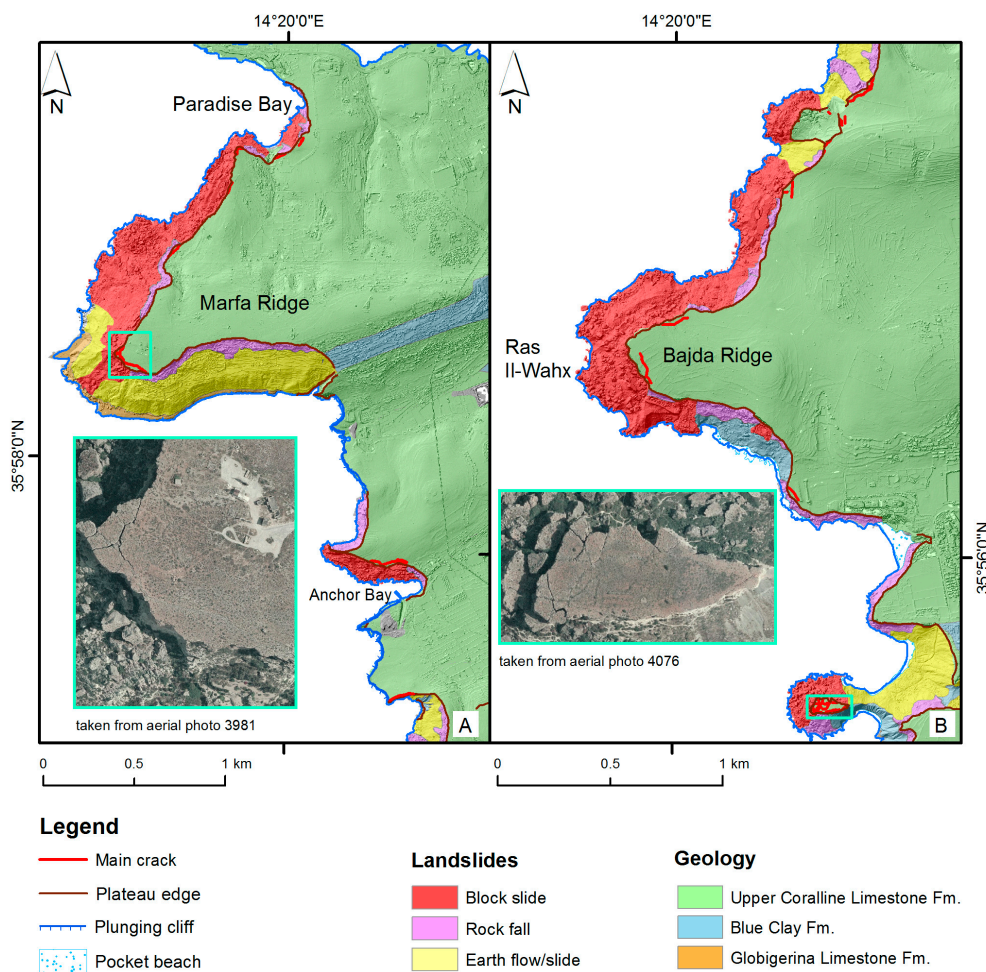 14°20'0"E
14°20'0"E
N
N
Paradise Bay
Marfa Ridge
Ras
Il-Wahx
Bajda Ridge
35°58'0"N
35°56'0"N
Anchor Bay
taken from aerial photo 4076
taken from aerial photo 3981
A
B
0 0.5 1 km
0 0.5 1 km
Legend
Main crack
Plateau edge
Plunging cliff
Pocket beach
Landslides
Block slide
Rock fall
Earth flow/slide
Geology
Upper Coralline Limestone Fm.
Blue Clay Fm.
Globigerina Limestone Fm.